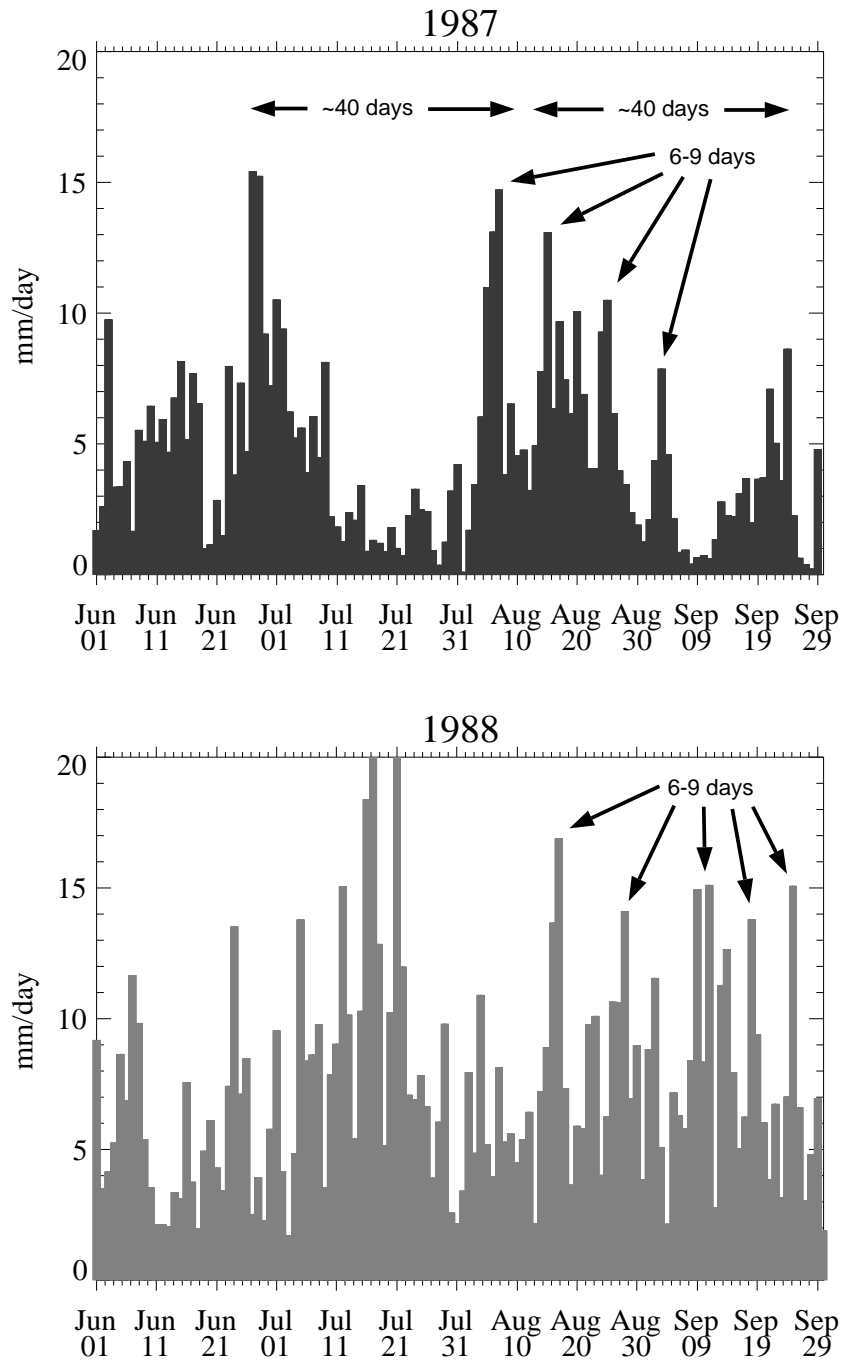 1987
20
~40 days ~40 days
6-9 days
15
mm/day
10
5
0
Jun Jun Jun Jul Jul Jul Jul Aug Aug Aug Sep Sep Sep
01 11 21 01 11 21 31 10 20 30 09 19 29
1988
20
6-9 days
15
mm/day
10
5
0
Jun Jun Jun Jul Jul Jul Jul Aug Aug Aug Sep Sep Sep
01 11 21 01 11 21 31 10 20 30 09 19 29